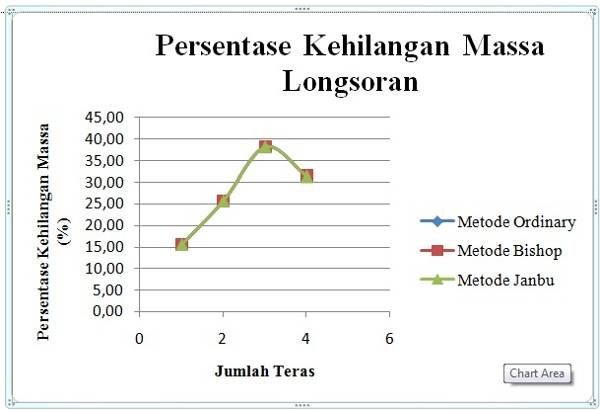 Persentase Kehilangan Massa
Longsoran
Persentase Kehilangan Massa
(%)
45,00
40,00
35,00
30,00
25,00
20,00
15,00
10,00
5,00
0,00
0 2 4 6
Jumlah Teras
Metode Ordinary
Metode Bishop
Metode Janbu
Chart Area